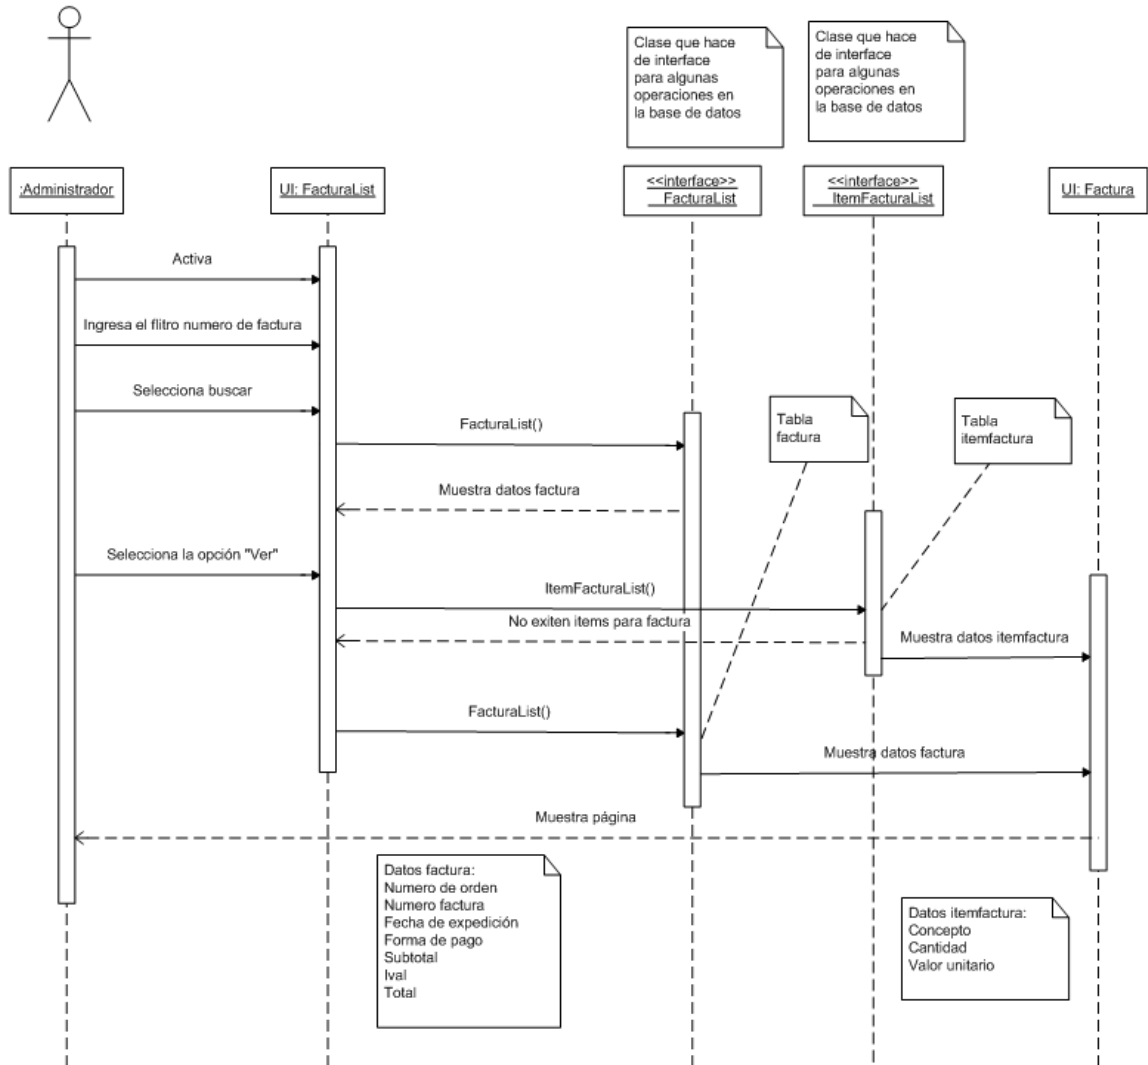 Clase que hace
de interface
para algunas
operaciones en
la base de datos
Clase que hace
de interface
para algunas
operaciones en
la base de datos
:Administrador
UI: FacturaList
<<interface>>
FacturaList
<<interface>>
ItemFacturaList
UI: Factura
Activa
Ingresa el flitro numero de factura
Selecciona buscar
FacturaList()
Tabla
factura
Tabla
itemfactura
Muestra datos factura
Selecciona la opción "Ver"
ItemFacturaList()
No exiten items para factura
Muestra datos itemfactura
FacturaList()
Muestra datos factura
Muestra página
Datos factura:
Numero de orden
Numero factura
Fecha de expedición
Forma de pago
Subtotal
Ival
Total
Datos itemfactura:
Concepto
Cantidad
Valor unitario